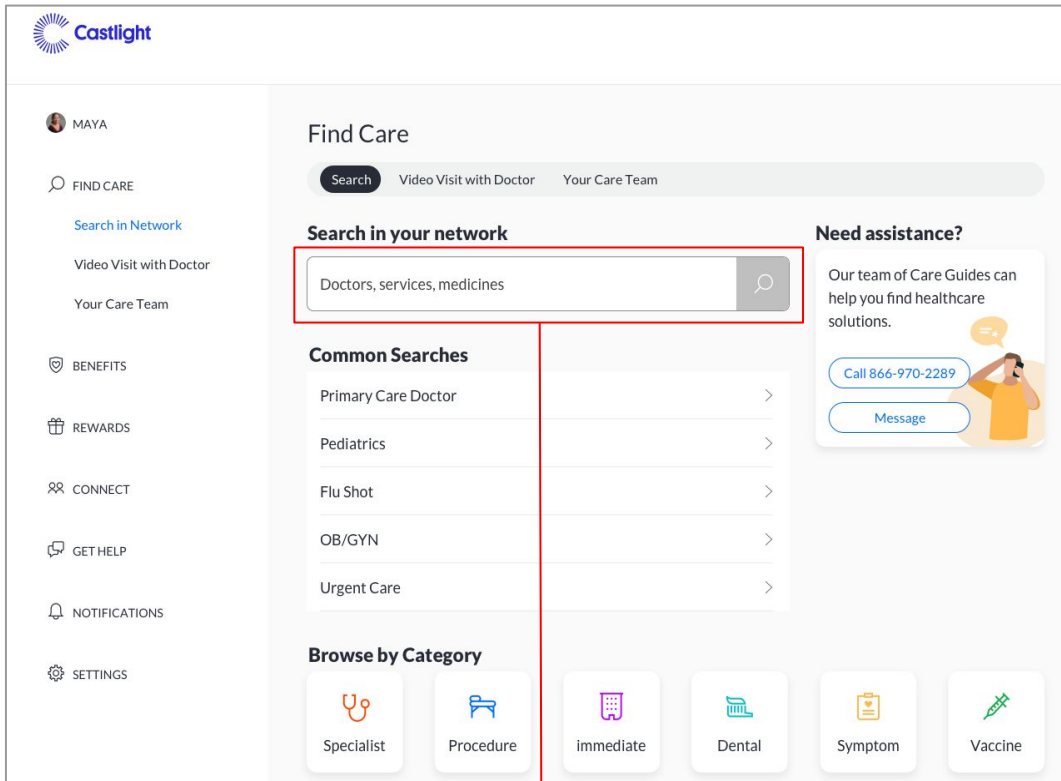 Castlight
MAYA
FIND CARE
Search in Network
Video Visit with Doctor
Your Care Team
BENEFITS
REWARDS
CONNECT
GET HELP
NOTIFICATIONS
SETTINGS
Find Care
Search Video Visit with Doctor Your Care Team
Search in your network
Doctors, services, medicines
Common Searches
Primary Care Doctor
Pediatrics
Flu Shot
OB/GYN
Urgent Care
Need assistance?
Our team of Care Guides can
help you find healthcare
solutions.
Call 866-970-2289
Message
Browse by Category
Specialist Procedure immediate Dental Symptom Vaccine